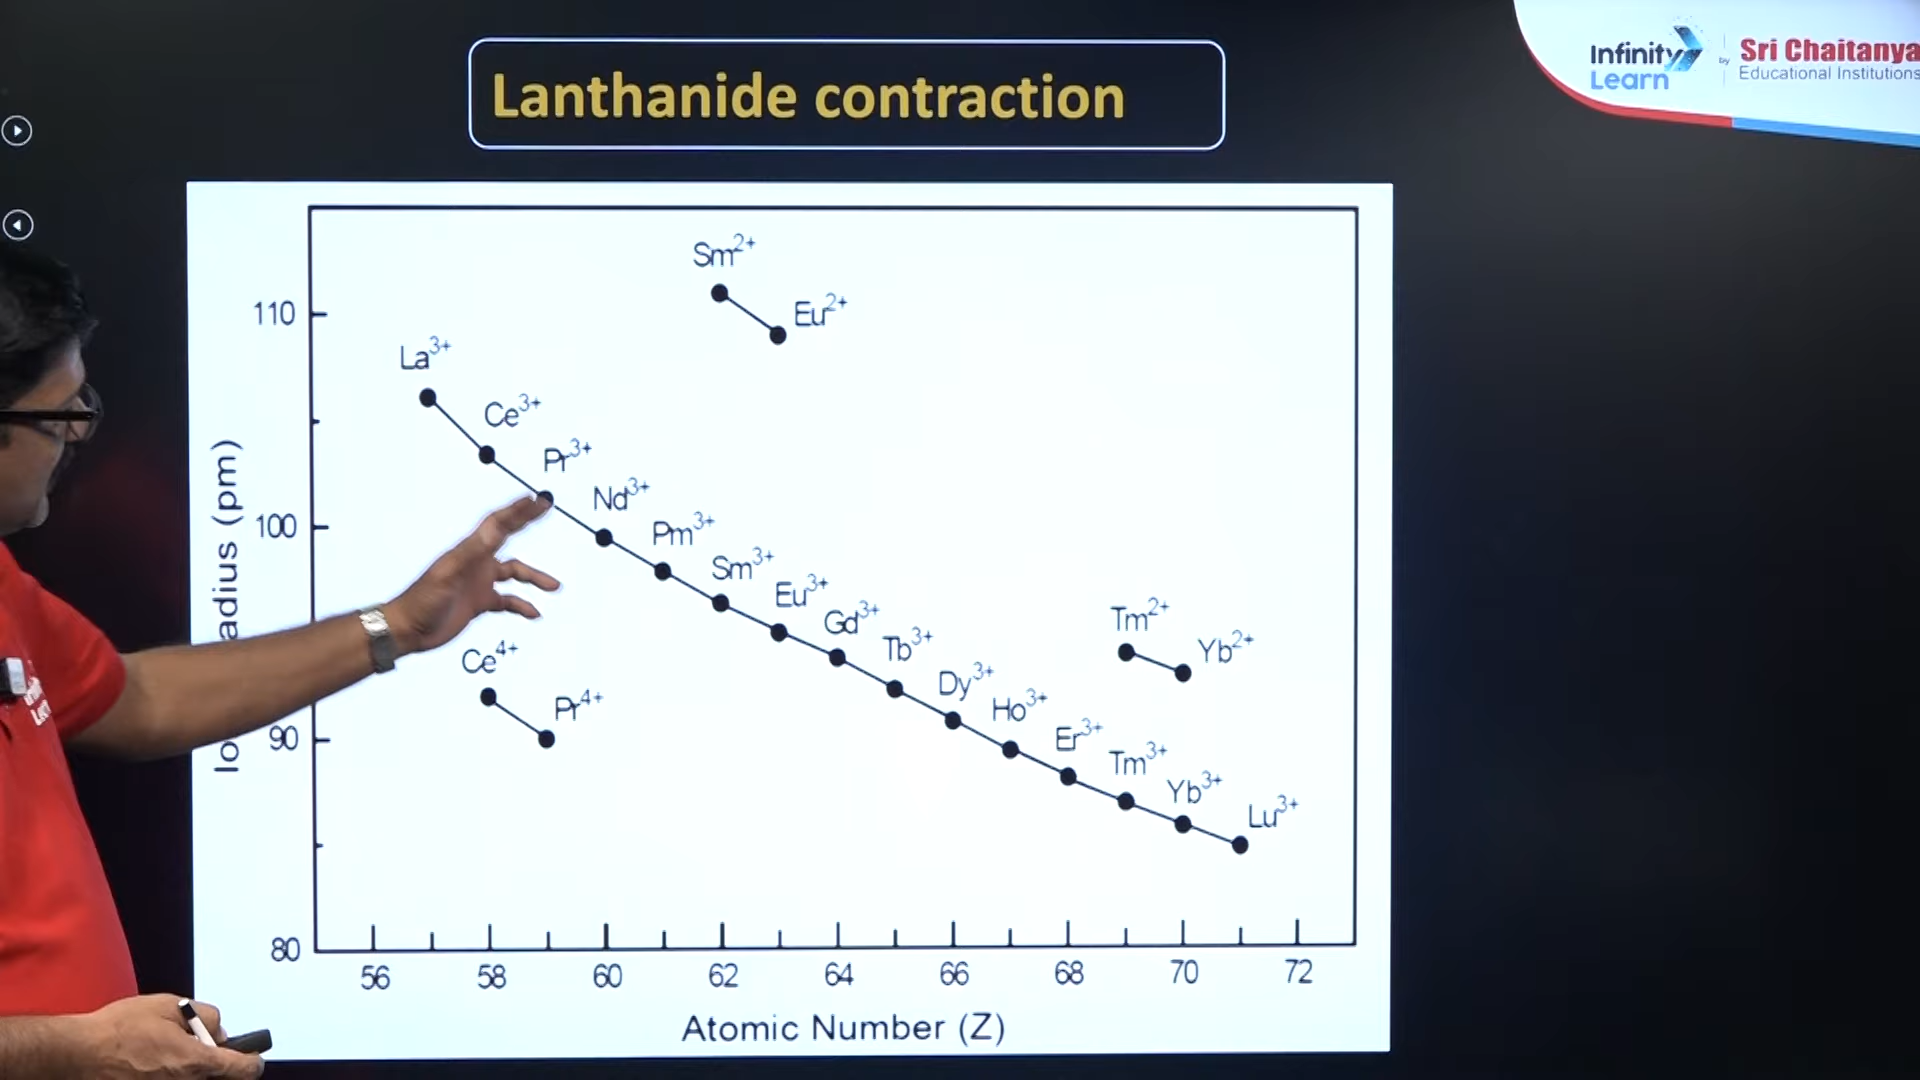 Lanthanide contraction
Infinity Learn
by
Sri Chaitanya
Educational Institutions
Sm2+
Eu2+
110
La3+
Ce3+
Pr3+
Nd3+
100
Pm3+
Sm3+
Eu3+
Gd3+
Tb3+
Dy3+
Ho3+
Er3+
Tm3+
Yb3+
Lu3+
Tm2+
Yb2+
Ce4+
Pr4+
90
80
(pm)
56 58 60 62 64 66 68 70 72
Atomic Number (Z)